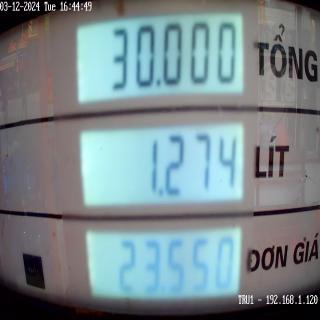 03-12-2024 Tue 16:44:49
30.000 TỔNG
1.274 LÍT
23.550 ĐƠN GIÁ
TRU1 - 192.168.1.120